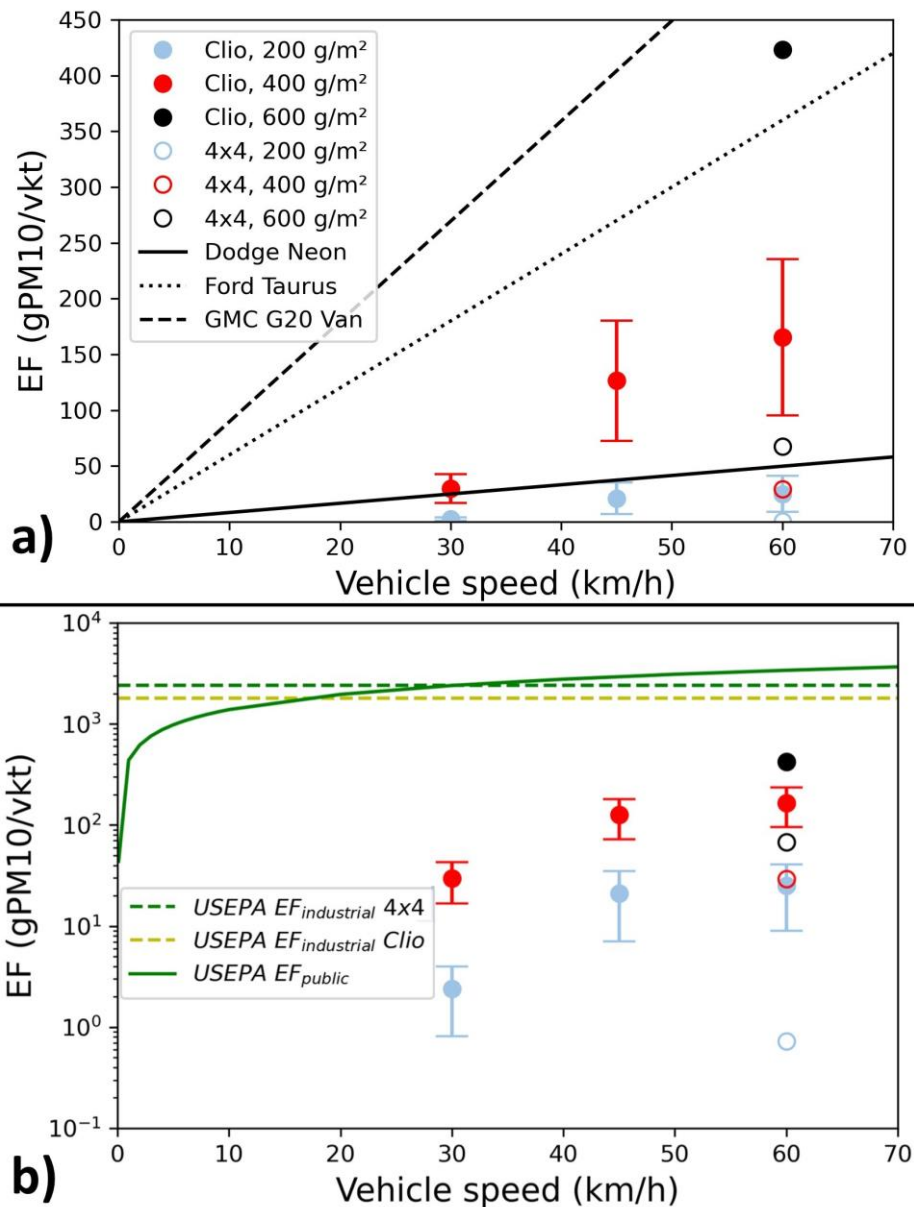 450
400
350
300
250
200
150
100
50
0
EF (gPM10/vkt)
Clio, 200 g/m²
Clio, 400 g/m²
Clio, 600 g/m²
4x4, 200 g/m²
4x4, 400 g/m²
4x4, 600 g/m²
Dodge Neon
Ford Taurus
GMC G20 Van
0 10 20 30 40 50 60 70
Vehicle speed (km/h)
a)
10⁴
10³
10²
10¹
10⁰
10⁻¹
EF (gPM10/vkt)
USEPA EF_industrial 4x4
USEPA EF_industrial Clio
USEPA EF_public
0 10 20 30 40 50 60 70
Vehicle speed (km/h)
b)